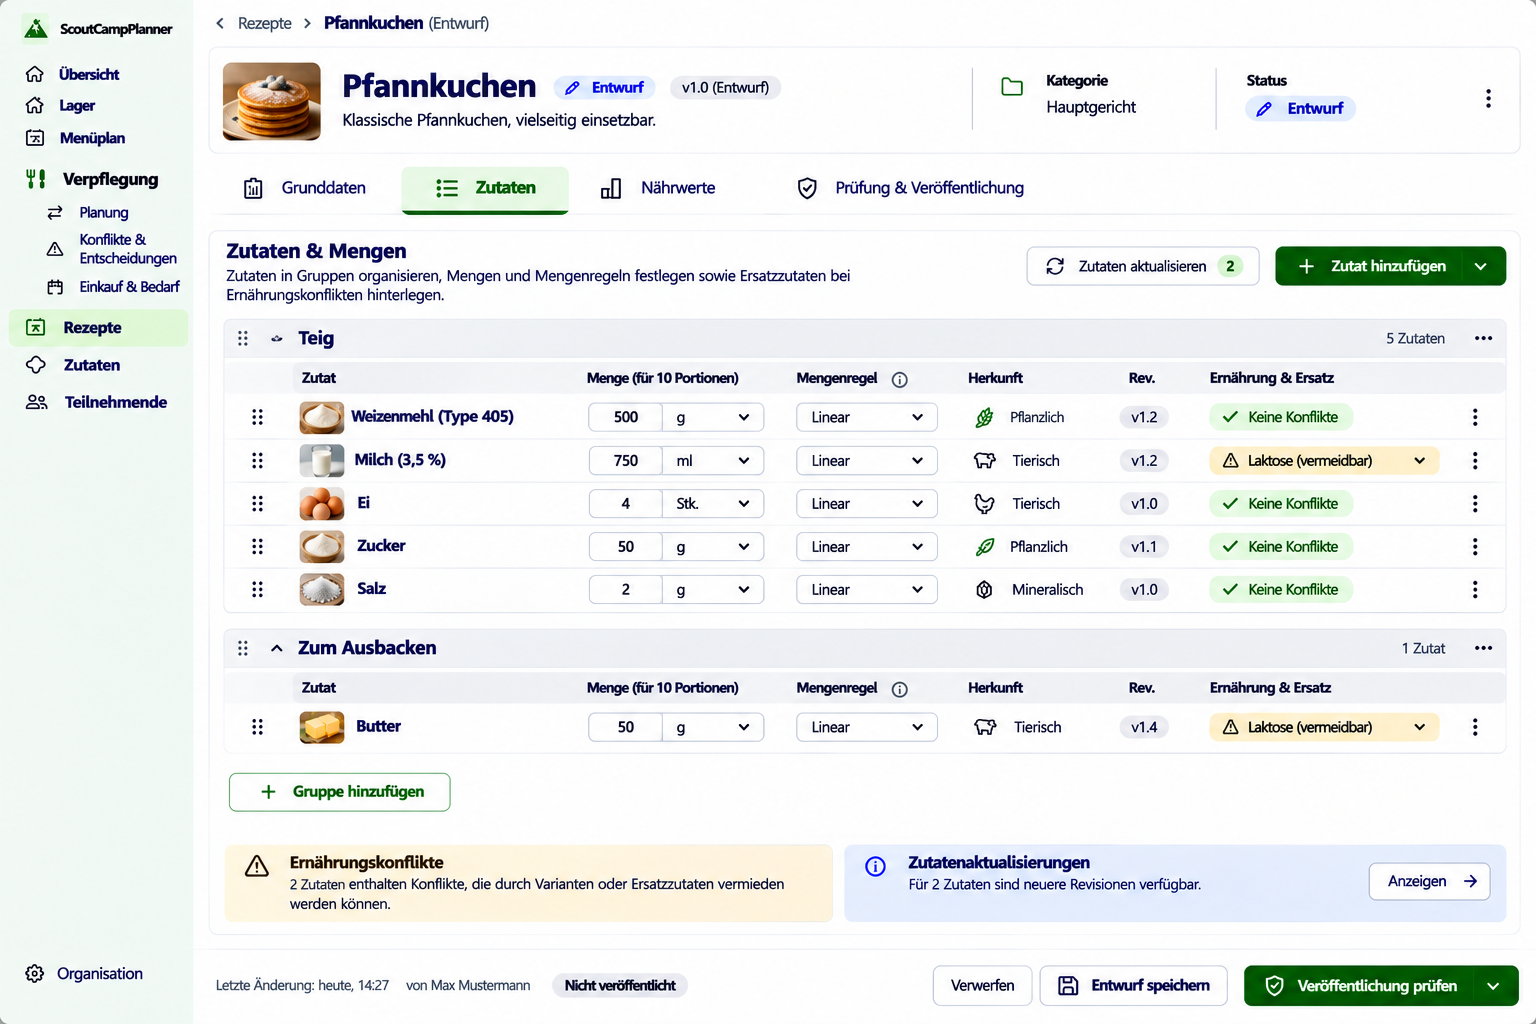 ScoutCampPlanner
Übersicht
Lager
Menüplan
Verpflegung
Planung
Konflikte &
Entscheidungen
Einkauf & Bedarf
Rezepte
Zutaten
Teilnehmende
Organisation
Rezepte
Pfannkuchen (Entwurf)
Pfannkuchen
Entwurf
v1.0 (Entwurf)
Klassische Pfannkuchen, vielseitig einsetzbar.
Kategorie
Hauptgericht
Status
Entwurf
Grunddaten
Zutaten
Nährwerte
Prüfung & Veröffentlichung
Zutaten & Mengen
Zutaten in Gruppen organisieren, Mengen und Mengenregeln festlegen sowie Ersatzzutaten bei
Ernährungskonflikten hinterlegen.
Zutaten aktualisieren 2
Zutat hinzufügen
Teig
5 Zutaten
Zutat Menge (für 10 Portionen) Mengenregel Herkunft Rev. Ernährung & Ersatz
Weizenmehl (Type 405) 500 g Linear Pflanzlich v1.2 Keine Konflikte
Milch (3,5 %) 750 ml Linear Tierisch v1.2 Laktose (vermeidbar)
Ei 4 Stk. Linear Tierisch v1.0 Keine Konflikte
Zucker 50 g Linear Pflanzlich v1.1 Keine Konflikte
Salz 2 g Linear Mineralisch v1.0 Keine Konflikte
Zum Ausbacken
1 Zutat
Zutat Menge (für 10 Portionen) Mengenregel Herkunft Rev. Ernährung & Ersatz
Butter 50 g Linear Tierisch v1.4 Laktose (vermeidbar)
Gruppe hinzufügen
Ernährungskonflikte
2 Zutaten enthalten Konflikte, die durch Varianten oder Ersatzzutaten vermieden
werden können.
Zutatenaktualisierungen
Für 2 Zutaten sind neuere Revisionen verfügbar.
Anzeigen
Letzte Änderung: heute, 14:27 von Max Mustermann
Nicht veröffentlicht
Verwerfen
Entwurf speichern
Veröffentlichung prüfen